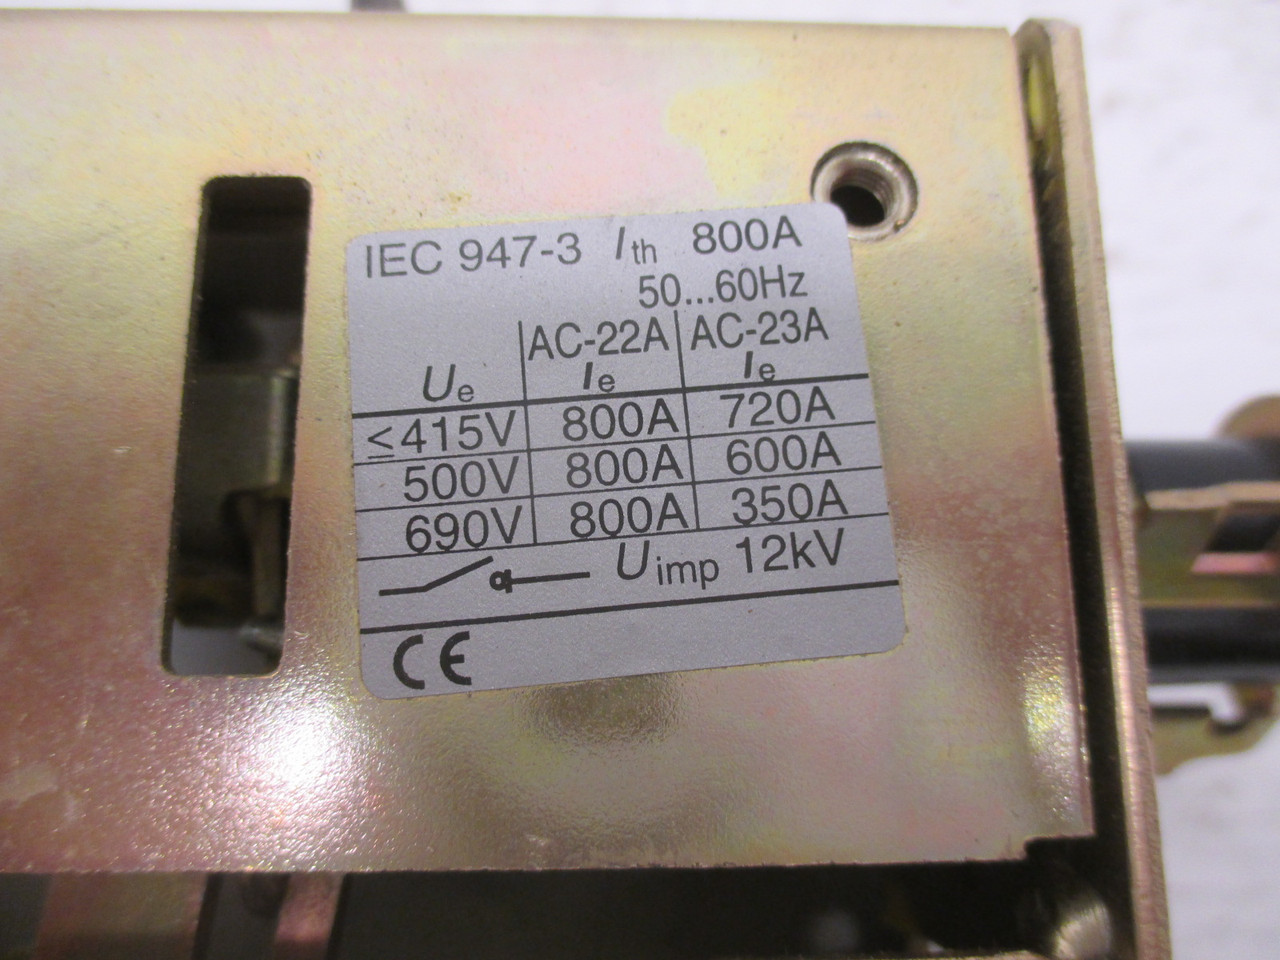 IEC 947-3 Ith 800A
50...60Hz
AC-22A AC-23A
Ue Ie Ie
≤415V 800A 720A
500V 800A 600A
690V 800A 350A
Uimp 12kV
CE